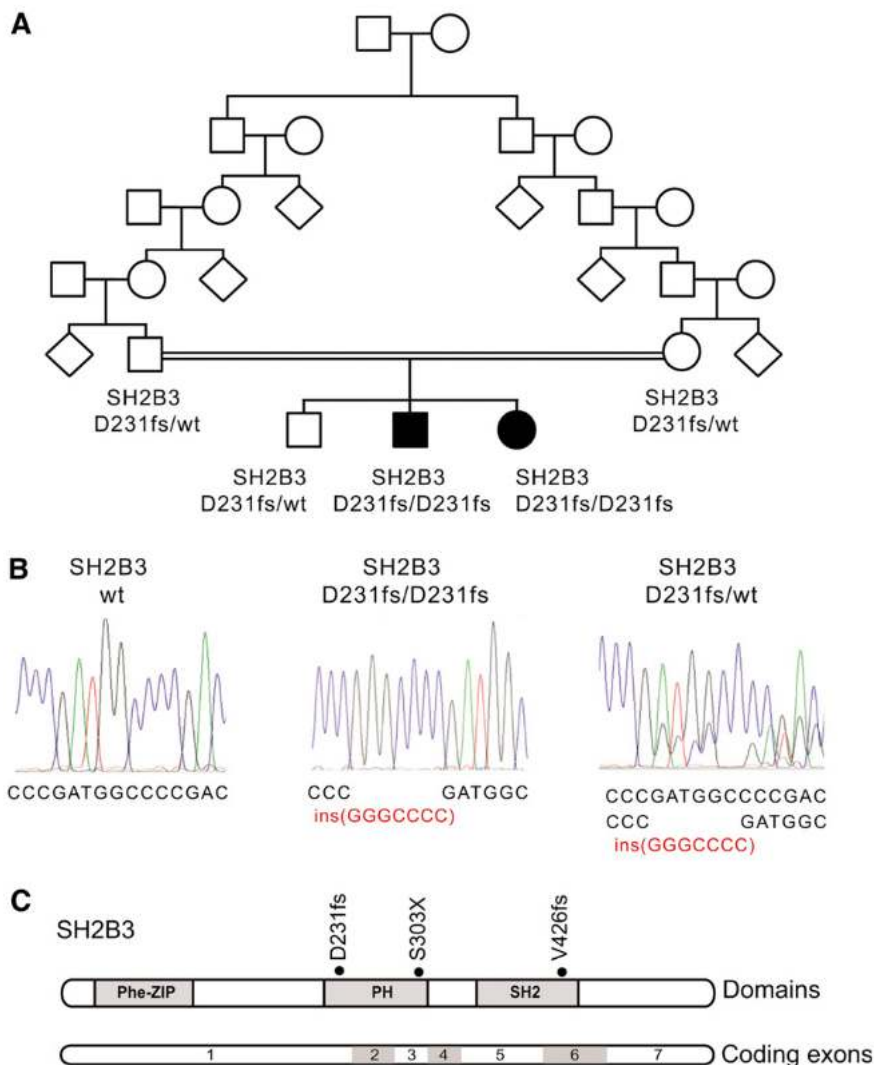 A
SH2B3
D231fs/wt
SH2B3
D231fs/wt
SH2B3
D231fs/wt
SH2B3
D231fs/D231fs
SH2B3
D231fs/D231fs
B
SH2B3
wt
SH2B3
D231fs/D231fs
SH2B3
D231fs/wt
CCCGATGGCCCCGAC
CCC GATGGC
ins(GGGCCCC)
CCCGATGGCCCCGAC
CCC GATGGC
ins(GGGCCCC)
C
SH2B3
D231fs
S303X
V426fs
Phe-ZIP PH SH2 Domains
1 2 3 4 5 6 7 Coding exons